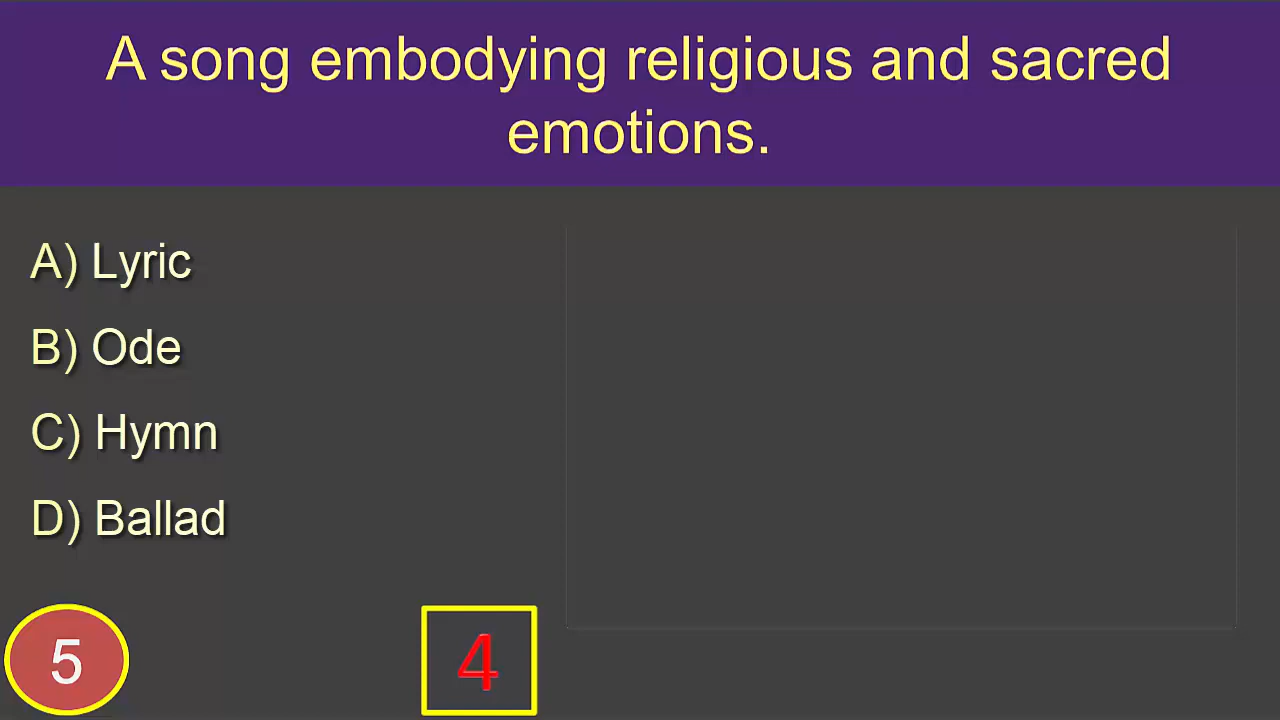 A song embodying religious and sacred
emotions.
A) Lyric
B) Ode
C) Hymn
D) Ballad
5
4